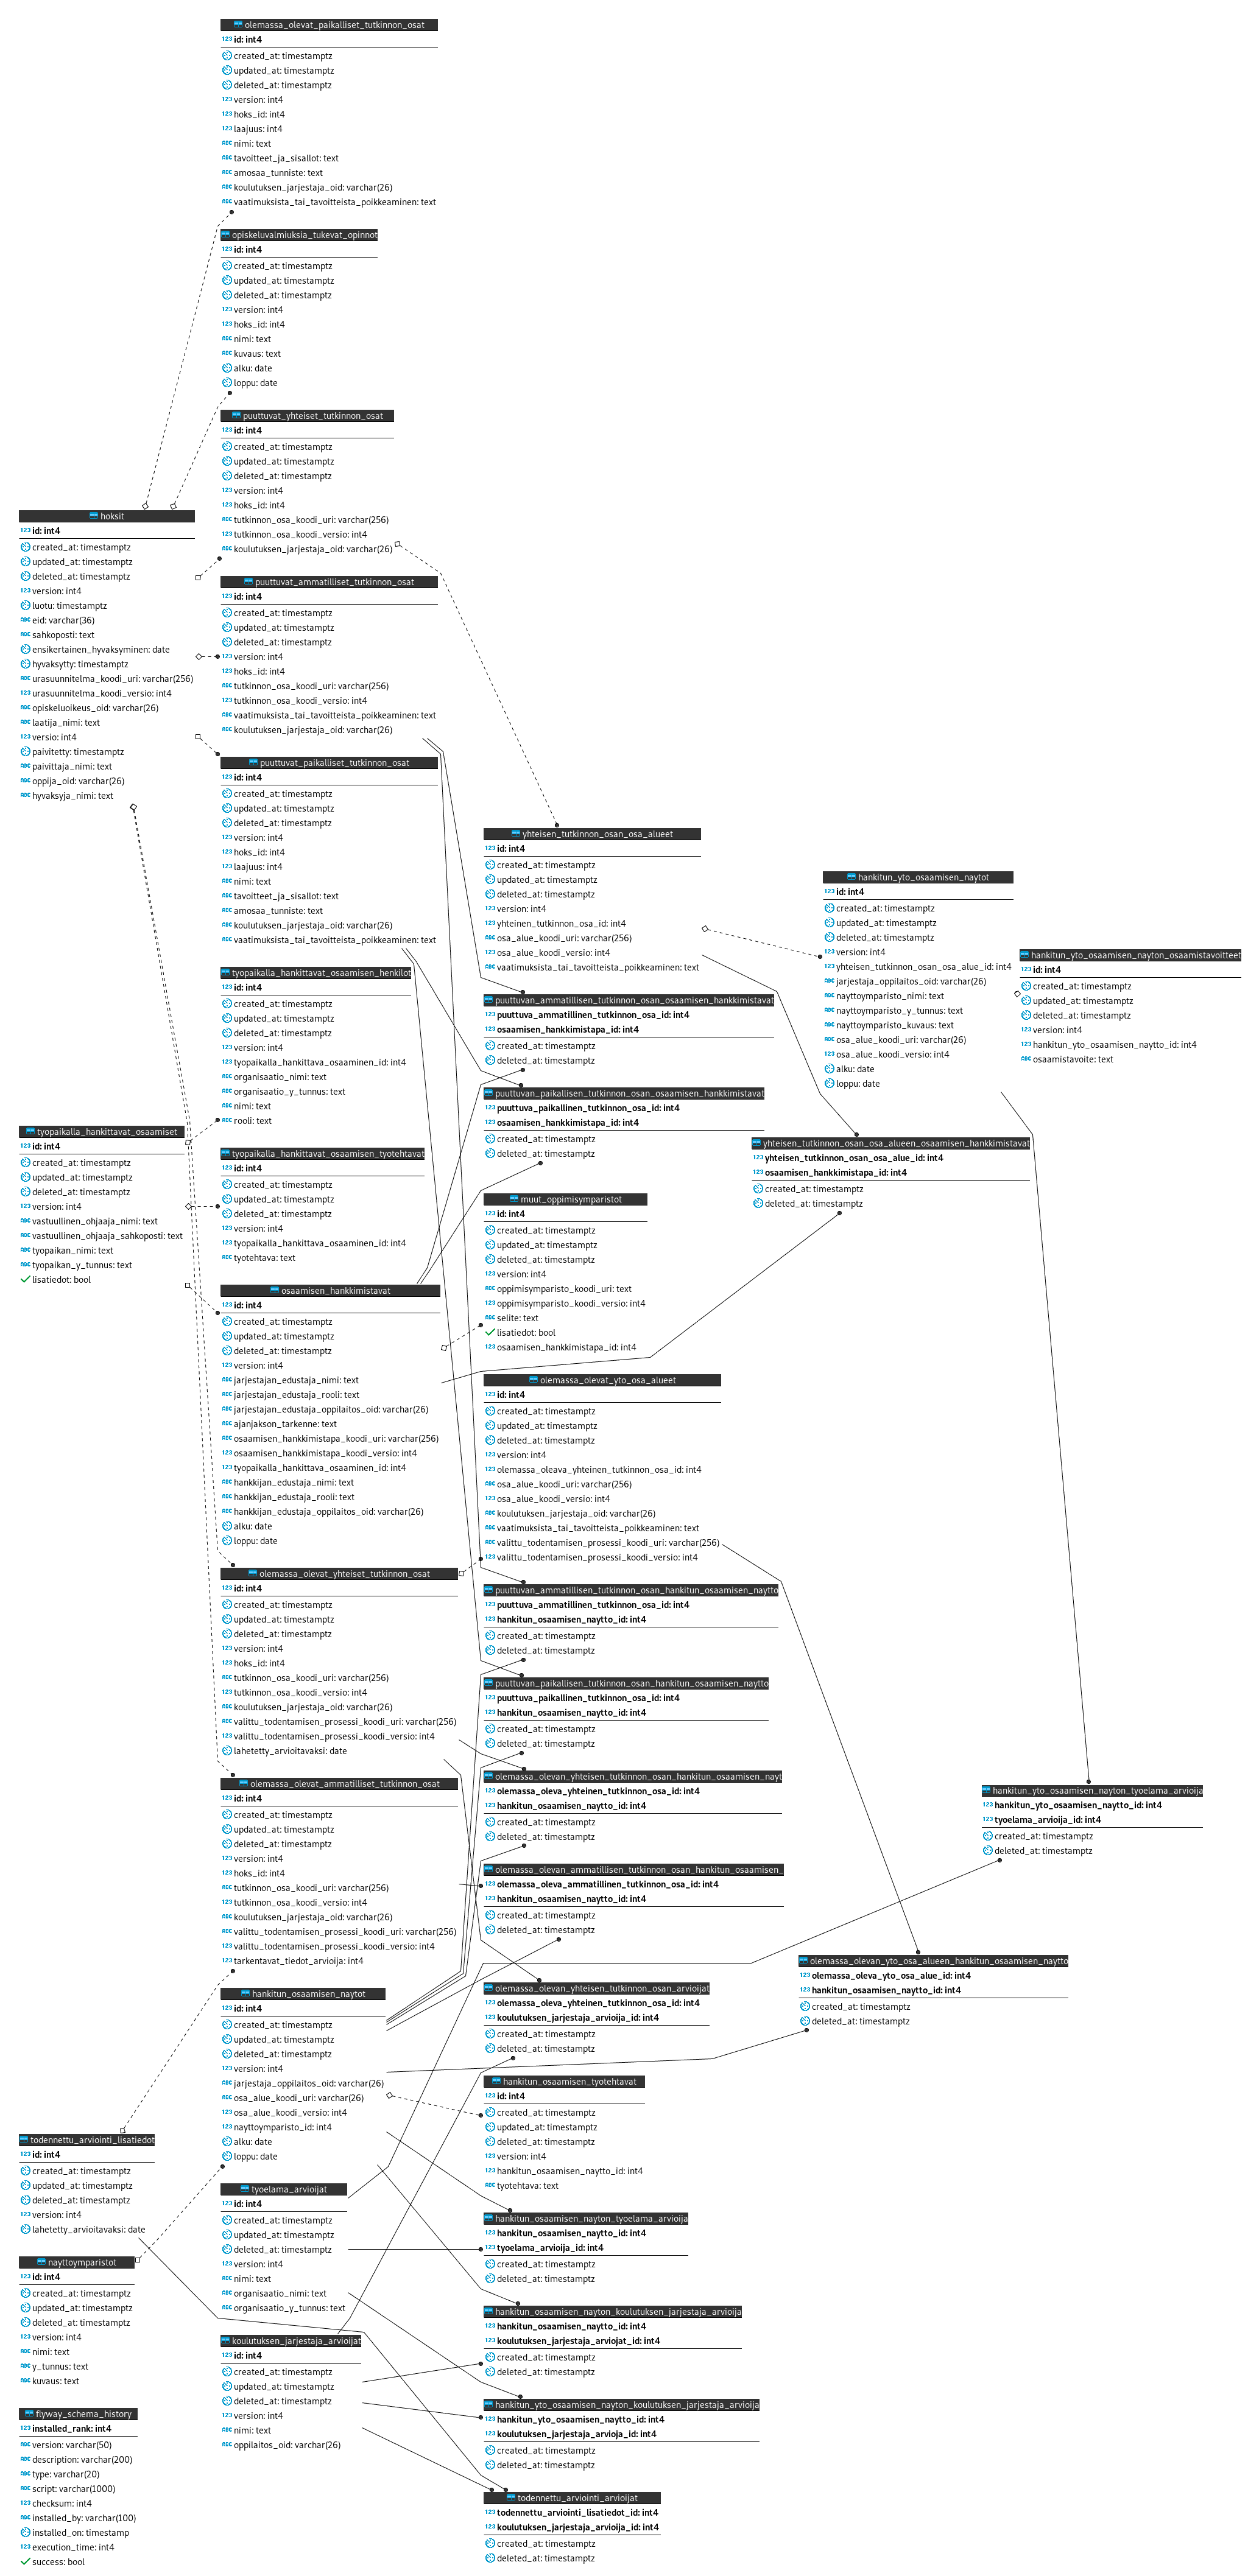 olemassa_olevat_paikalliset_tutkinnon_osat
id: int4
created_at: timestamptz
updated_at: timestamptz
deleted_at: timestamptz
version: int4
hoks_id: int4
laajuus: int4
nimi: text
tavoitteet_ja_sisallot: text
amosaa_tunniste: text
koulutuksen_jarjestaja_oid: varchar(26)
vaatimuksista_tai_tavoitteista_poikkeaminen: text
opiskeluvalmiuksia_tukevat_opinnot
id: int4
created_at: timestamptz
updated_at: timestamptz
deleted_at: timestamptz
version: int4
hoks_id: int4
nimi: text
kuvaus: text
alku: date
loppu: date
puuttuvat_yhteiset_tutkinnon_osat
id: int4
created_at: timestamptz
updated_at: timestamptz
deleted_at: timestamptz
version: int4
hoks_id: int4
tutkinnon_osa_koodi_uri: varchar(256)
tutkinnon_osa_koodi_versio: int4
koulutuksen_jarjestaja_oid: varchar(26)
hoksit
id: int4
created_at: timestamptz
updated_at: timestamptz
deleted_at: timestamptz
version: int4
luotu: timestamptz
eid: varchar(36)
sahkoposti: text
ensikertainen_hyvaksyminen: date
hyvaksytty: timestamptz
urasuunnitelma_koodi_uri: varchar(256)
urasuunnitelma_koodi_versio: int4
opiskeluoikeus_oid: varchar(26)
laatija_nimi: text
versio: int4
paivitetty: timestamptz
paivittaja_nimi: text
oppija_oid: varchar(26)
hyvaksyja_nimi: text
puuttuvat_ammatilliset_tutkinnon_osat
id: int4
created_at: timestamptz
updated_at: timestamptz
deleted_at: timestamptz
version: int4
hoks_id: int4
tutkinnon_osa_koodi_uri: varchar(256)
tutkinnon_osa_koodi_versio: int4
vaatimuksista_tai_tavoitteista_poikkeaminen: text
koulutuksen_jarjestaja_oid: varchar(26)
puuttuvat_paikalliset_tutkinnon_osat
id: int4
created_at: timestamptz
updated_at: timestamptz
deleted_at: timestamptz
version: int4
hoks_id: int4
laajuus: int4
nimi: text
tavoitteet_ja_sisallot: text
amosaa_tunniste: text
koulutuksen_jarjestaja_oid: varchar(26)
vaatimuksista_tai_tavoitteista_poikkeaminen: text
yhteisen_tutkinnon_osan_osa_alueet
id: int4
created_at: timestamptz
updated_at: timestamptz
deleted_at: timestamptz
version: int4
yhteinen_tutkinnon_osa_id: int4
osa_alue_koodi_uri: varchar(256)
osa_alue_koodi_versio: int4
vaatimuksista_tai_tavoitteista_poikkeaminen: text
hankitun_yto_osaamisen_naytot
id: int4
created_at: timestamptz
updated_at: timestamptz
deleted_at: timestamptz
version: int4
yhteisen_tutkinnon_osan_osa_alue_id: int4
jarjestaja_oppilaitos_oid: varchar(26)
nayttoymparisto_nimi: text
nayttoymparisto_y_tunnus: text
nayttoymparisto_kuvaus: text
osa_alue_koodi_uri: varchar(26)
osa_alue_koodi_versio: int4
alku: date
loppu: date
hankitun_yto_osaamisen_nayton_osaamistavoitteet
id: int4
created_at: timestamptz
updated_at: timestamptz
deleted_at: timestamptz
version: int4
hankitun_yto_osaamisen_naytto_id: int4
osaamistavoite: text
tyopaikalla_hankittavat_osaamisen_henkilot
id: int4
created_at: timestamptz
updated_at: timestamptz
deleted_at: timestamptz
version: int4
tyopaikalla_hankittava_osaaminen_id: int4
organisaatio_nimi: text
organisaatio_y_tunnus: text
nimi: text
rooli: text
puuttuvan_ammatillisen_tutkinnon_osan_osaamisen_hankkimistavat
puuttuva_ammatillinen_tutkinnon_osa_id: int4
osaamisen_hankkimistapa_id: int4
created_at: timestamptz
deleted_at: timestamptz
puuttuvan_paikallisen_tutkinnon_osan_osaamisen_hankkimistavat
puuttuva_paikallinen_tutkinnon_osa_id: int4
osaamisen_hankkimistapa_id: int4
created_at: timestamptz
deleted_at: timestamptz
yhteisen_tutkinnon_osan_osa_alueen_osaamisen_hankkimistavat
yhteisen_tutkinnon_osan_osa_alue_id: int4
osaamisen_hankkimistapa_id: int4
created_at: timestamptz
deleted_at: timestamptz
tyopaikalla_hankittavat_osaamiset
id: int4
created_at: timestamptz
updated_at: timestamptz
deleted_at: timestamptz
version: int4
vastuullinen_ohjaaja_nimi: text
vastuullinen_ohjaaja_sahkoposti: text
tyopaikan_nimi: text
tyopaikan_y_tunnus: text
lisatiedot: bool
tyopaikalla_hankittavat_osaamisen_tyotehtavat
id: int4
created_at: timestamptz
updated_at: timestamptz
deleted_at: timestamptz
version: int4
tyopaikalla_hankittava_osaaminen_id: int4
tyotehtava: text
muut_oppimisymparistot
id: int4
created_at: timestamptz
updated_at: timestamptz
deleted_at: timestamptz
version: int4
oppimisymparisto_koodi_uri: text
oppimisymparisto_koodi_versio: int4
selite: text
lisatiedot: bool
osaamisen_hankkimistapa_id: int4
osaamisen_hankkimistavat
id: int4
created_at: timestamptz
updated_at: timestamptz
deleted_at: timestamptz
version: int4
jarjestajan_edustaja_nimi: text
jarjestajan_edustaja_rooli: text
jarjestajan_edustaja_oppilaitos_oid: varchar(26)
ajanjakson_tarkenne: text
osaamisen_hankkimistapa_koodi_uri: varchar(256)
osaamisen_hankkimistapa_koodi_versio: int4
tyopaikalla_hankittava_osaaminen_id: int4
hankkijan_edustaja_nimi: text
hankkijan_edustaja_rooli: text
hankkijan_edustaja_oppilaitos_oid: varchar(26)
alku: date
loppu: date
olemassa_olevat_yto_osa_alueet
id: int4
created_at: timestamptz
updated_at: timestamptz
deleted_at: timestamptz
version: int4
olemassa_oleava_yhteinen_tutkinnon_osa_id: int4
osa_alue_koodi_uri: varchar(256)
osa_alue_koodi_versio: int4
koulutuksen_jarjestaja_oid: varchar(26)
vaatimuksista_tai_tavoitteista_poikkeaminen: text
valittu_todentamisen_prosessi_koodi_uri: varchar(256)
valittu_todentamisen_prosessi_koodi_versio: int4
olemassa_olevat_yhteiset_tutkinnon_osat
id: int4
created_at: timestamptz
updated_at: timestamptz
deleted_at: timestamptz
version: int4
hoks_id: int4
tutkinnon_osa_koodi_uri: varchar(256)
tutkinnon_osa_koodi_versio: int4
koulutuksen_jarjestaja_oid: varchar(26)
valittu_todentamisen_prosessi_koodi_uri: varchar(256)
valittu_todentamisen_prosessi_koodi_versio: int4
lahetetty_arvioitavaksi: date
puuttuvan_ammatillisen_tutkinnon_osan_hankitun_osaamisen_naytto
puuttuva_ammatillinen_tutkinnon_osa_id: int4
hankitun_osaamisen_naytto_id: int4
created_at: timestamptz
deleted_at: timestamptz
puuttuvan_paikallisen_tutkinnon_osan_hankitun_osaamisen_naytto
puuttuva_paikallinen_tutkinnon_osa_id: int4
hankitun_osaamisen_naytto_id: int4
created_at: timestamptz
deleted_at: timestamptz
olemassa_olevan_yhteisen_tutkinnon_osan_hankitun_osaamisen_nayt
olemassa_oleva_yhteinen_tutkinnon_osa_id: int4
hankitun_osaamisen_naytto_id: int4
created_at: timestamptz
deleted_at: timestamptz
hankitun_yto_osaamisen_nayton_tyoelama_arvioija
hankitun_yto_osaamisen_naytto_id: int4
tyoelama_arvioija_id: int4
created_at: timestamptz
deleted_at: timestamptz
olemassa_olevat_ammatilliset_tutkinnon_osat
id: int4
created_at: timestamptz
updated_at: timestamptz
deleted_at: timestamptz
version: int4
hoks_id: int4
tutkinnon_osa_koodi_uri: varchar(256)
tutkinnon_osa_koodi_versio: int4
koulutuksen_jarjestaja_oid: varchar(26)
valittu_todentamisen_prosessi_koodi_uri: varchar(256)
valittu_todentamisen_prosessi_koodi_versio: int4
tarkentavat_tiedot_arvioija: int4
olemassa_olevan_ammatillisen_tutkinnon_osan_hankitun_osaamisen_
olemassa_oleva_ammatillinen_tutkinnon_osa_id: int4
hankitun_osaamisen_naytto_id: int4
created_at: timestamptz
deleted_at: timestamptz
olemassa_olevan_yto_osa_alueen_hankitun_osaamisen_naytto
olemassa_oleva_yto_osa_alue_id: int4
hankitun_osaamisen_naytto_id: int4
created_at: timestamptz
deleted_at: timestamptz
hankitun_osaamisen_naytot
id: int4
created_at: timestamptz
updated_at: timestamptz
deleted_at: timestamptz
version: int4
jarjestaja_oppilaitos_oid: varchar(26)
osa_alue_koodi_uri: varchar(26)
osa_alue_koodi_versio: int4
nayttoymparisto_id: int4
alku: date
loppu: date
olemassa_olevan_yhteisen_tutkinnon_osan_arvioijat
olemassa_oleva_yhteinen_tutkinnon_osa_id: int4
koulutuksen_jarjestaja_arvioija_id: int4
created_at: timestamptz
deleted_at: timestamptz
hankitun_osaamisen_tyotehtavat
id: int4
created_at: timestamptz
updated_at: timestamptz
deleted_at: timestamptz
version: int4
hankitun_osaamisen_naytto_id: int4
tyotehtava: text
todennettu_arviointi_lisatiedot
id: int4
created_at: timestamptz
updated_at: timestamptz
deleted_at: timestamptz
version: int4
lahetetty_arvioitavaksi: date
tyoelama_arvioijat
id: int4
created_at: timestamptz
updated_at: timestamptz
deleted_at: timestamptz
version: int4
nimi: text
organisaatio_nimi: text
organisaatio_y_tunnus: text
hankitun_osaamisen_nayton_tyoelama_arvioija
hankitun_osaamisen_naytto_id: int4
tyoelama_arvioija_id: int4
created_at: timestamptz
deleted_at: timestamptz
nayttoymparistot
id: int4
created_at: timestamptz
updated_at: timestamptz
deleted_at: timestamptz
version: int4
nimi: text
y_tunnus: text
kuvaus: text
hankitun_osaamisen_nayton_koulutuksen_jarjestaja_arvioija
hankitun_osaamisen_naytto_id: int4
koulutuksen_jarjestaja_arviojat_id: int4
created_at: timestamptz
deleted_at: timestamptz
koulutuksen_jarjestaja_arvioijat
id: int4
created_at: timestamptz
updated_at: timestamptz
deleted_at: timestamptz
version: int4
nimi: text
oppilaitos_oid: varchar(26)
hankitun_yto_osaamisen_nayton_koulutuksen_jarjestaja_arvioija
hankitun_yto_osaamisen_naytto_id: int4
koulutuksen_jarjestaja_arvioja_id: int4
created_at: timestamptz
deleted_at: timestamptz
flyway_schema_history
installed_rank: int4
version: varchar(50)
description: varchar(200)
type: varchar(20)
script: varchar(1000)
checksum: int4
installed_by: varchar(100)
installed_on: timestamp
execution_time: int4
success: bool
todennettu_arviointi_arvioijat
todennettu_arviointi_lisatiedot_id: int4
koulutuksen_jarjestaja_arvioija_id: int4
created_at: timestamptz
deleted_at: timestamptz